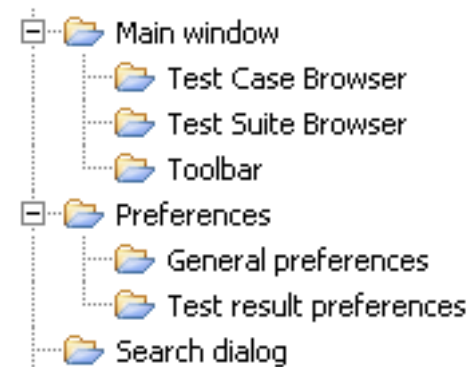 Main window
Test Case Browser
Test Suite Browser
Toolbar
Preferences
General preferences
Test result preferences
Search dialog